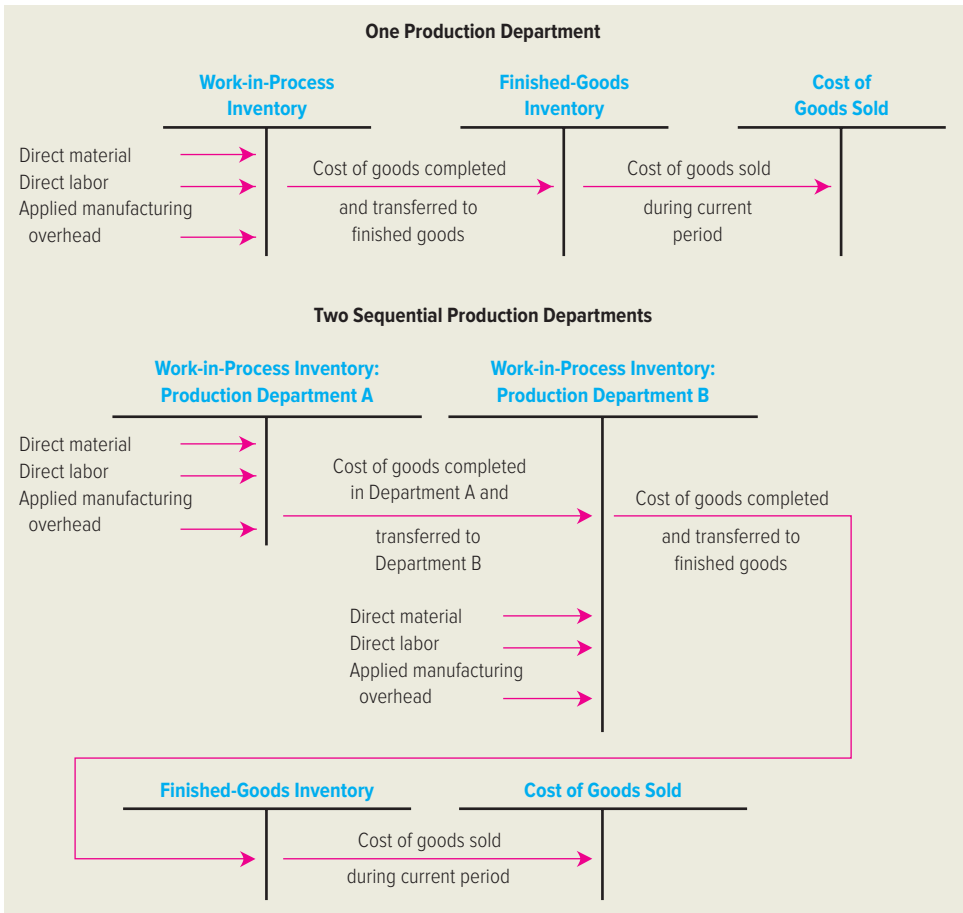 One Production Department
Work-in-Process
Inventory
Finished-Goods
Inventory
Cost of
Goods Sold
Direct material
Direct labor
Applied manufacturing
overhead
Cost of goods completed
and transferred to
finished goods
Cost of goods sold
during current
period
Two Sequential Production Departments
Work-in-Process Inventory:
Production Department A
Work-in-Process Inventory:
Production Department B
Direct material
Direct labor
Applied manufacturing
overhead
Cost of goods completed
in Department A and
transferred to
Department B
Cost of goods completed
and transferred to
finished goods
Direct material
Direct labor
Applied manufacturing
overhead
Finished-Goods Inventory
Cost of Goods Sold
Cost of goods sold
during current period